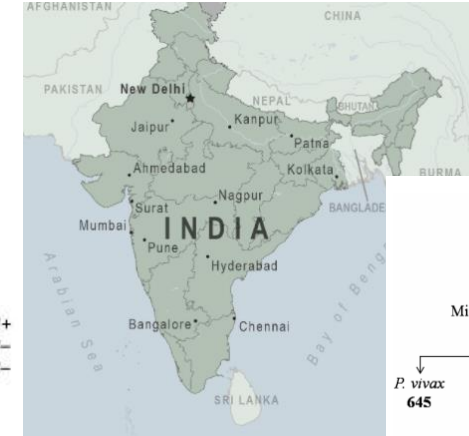 AFGHANISTAN
CHINA
PAKISTAN
New Delhi
NEPAL
BHUTAN
Jaipur
Kanpur
Patna
Ahmedabad
Kolkata
BURMA
Nagpur
BANGLADE
Surat
Mumbai
INDIA
Pune
Hyderabad
Arabian Sea
Bay of Beng
Bangalore
Chennai
SRI LANKA
+
Mi
P. vivax
645